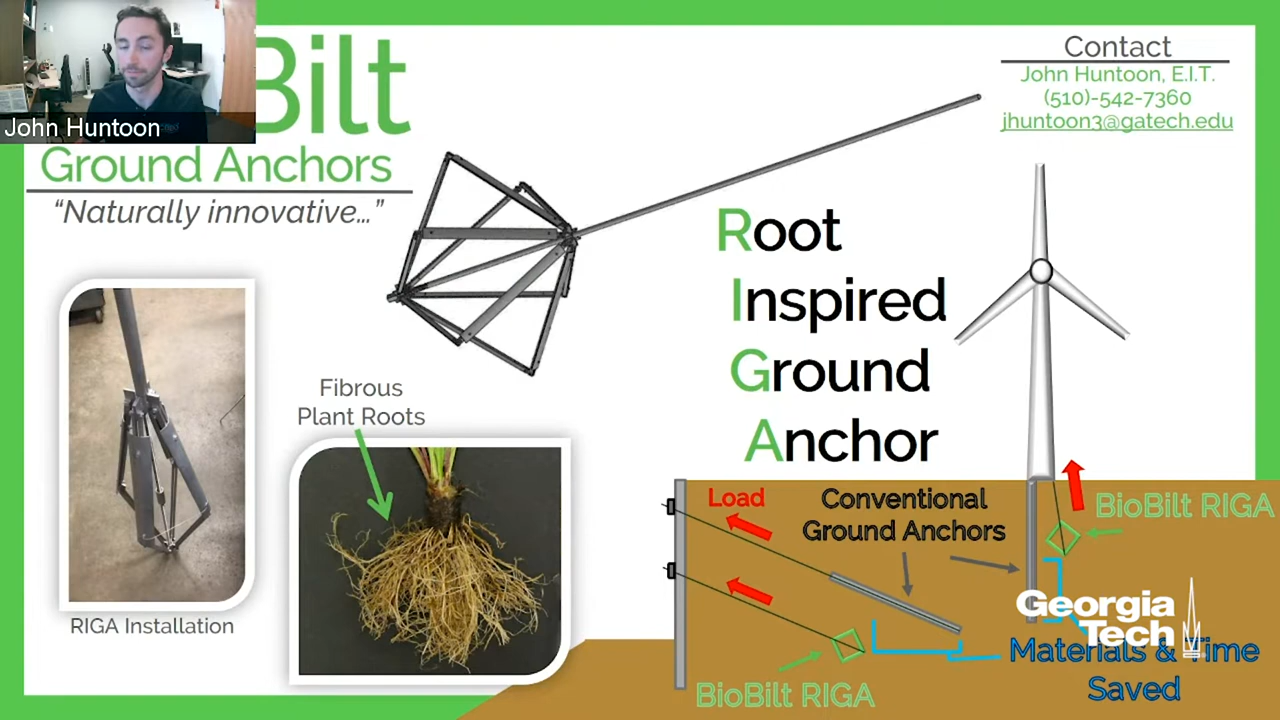 John Huntoon
Bilt
Ground Anchors
“Naturally innovative...”
Contact
John Huntoon, E.I.T.
(510)-542-7360
jhuntoon3@gatech.edu
Root
Inspired
Ground
Anchor
Fibrous
Plant Roots
RIGA Installation
Load
Conventional
Ground Anchors
BioBilt RIGA
BioBilt RIGA
Georgia
Tech
Materials & Time
Saved